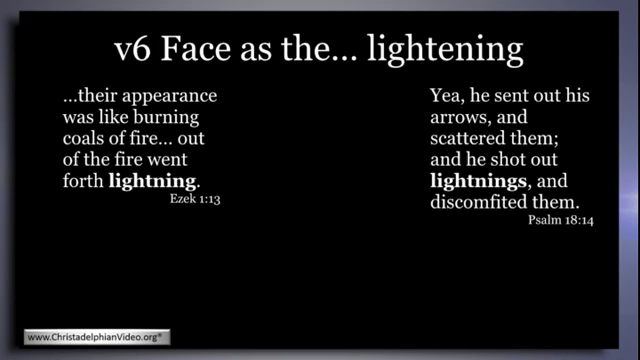 v6 Face as the... lightening
...their appearance
was like burning
coals of fire... out
of the fire went
forth lightning.
Ezek 1:13
Yea, he sent out his
arrows, and
scattered them;
and he shot out
lightnings, and
discomfited them.
Psalm 18:14
www.ChristadelphianVideo.org®